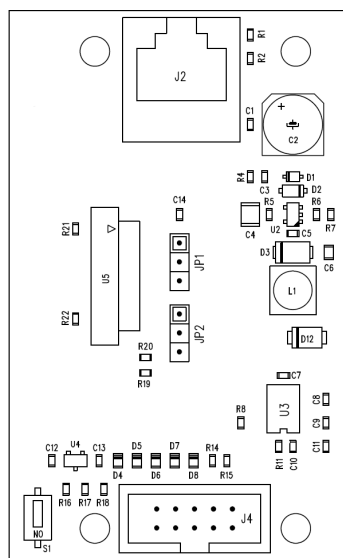 R1
J2
R2
C1
+
C2
R4
C3
D1
D2
C14
C4
R5
U2
R6
R7
R21
C5
D3
C6
U5
JP1
L1
R22
JP2
D12
R20
R19
C7
U3
C8
R8
C9
R11
C10
C11
C12
U4
C13
D4
D5
D6
D7
D8
R14
R15
R16
R17
R18
NO
S1
J4